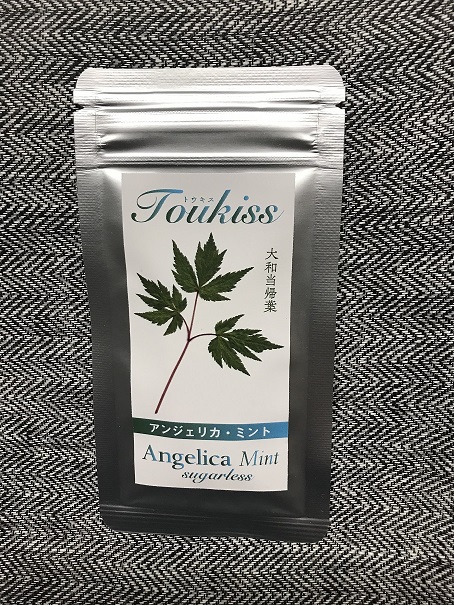 Toukiss
トウキス
大和当帰葉
アンジェリカ・ミント
Angelica Mint
sugarless